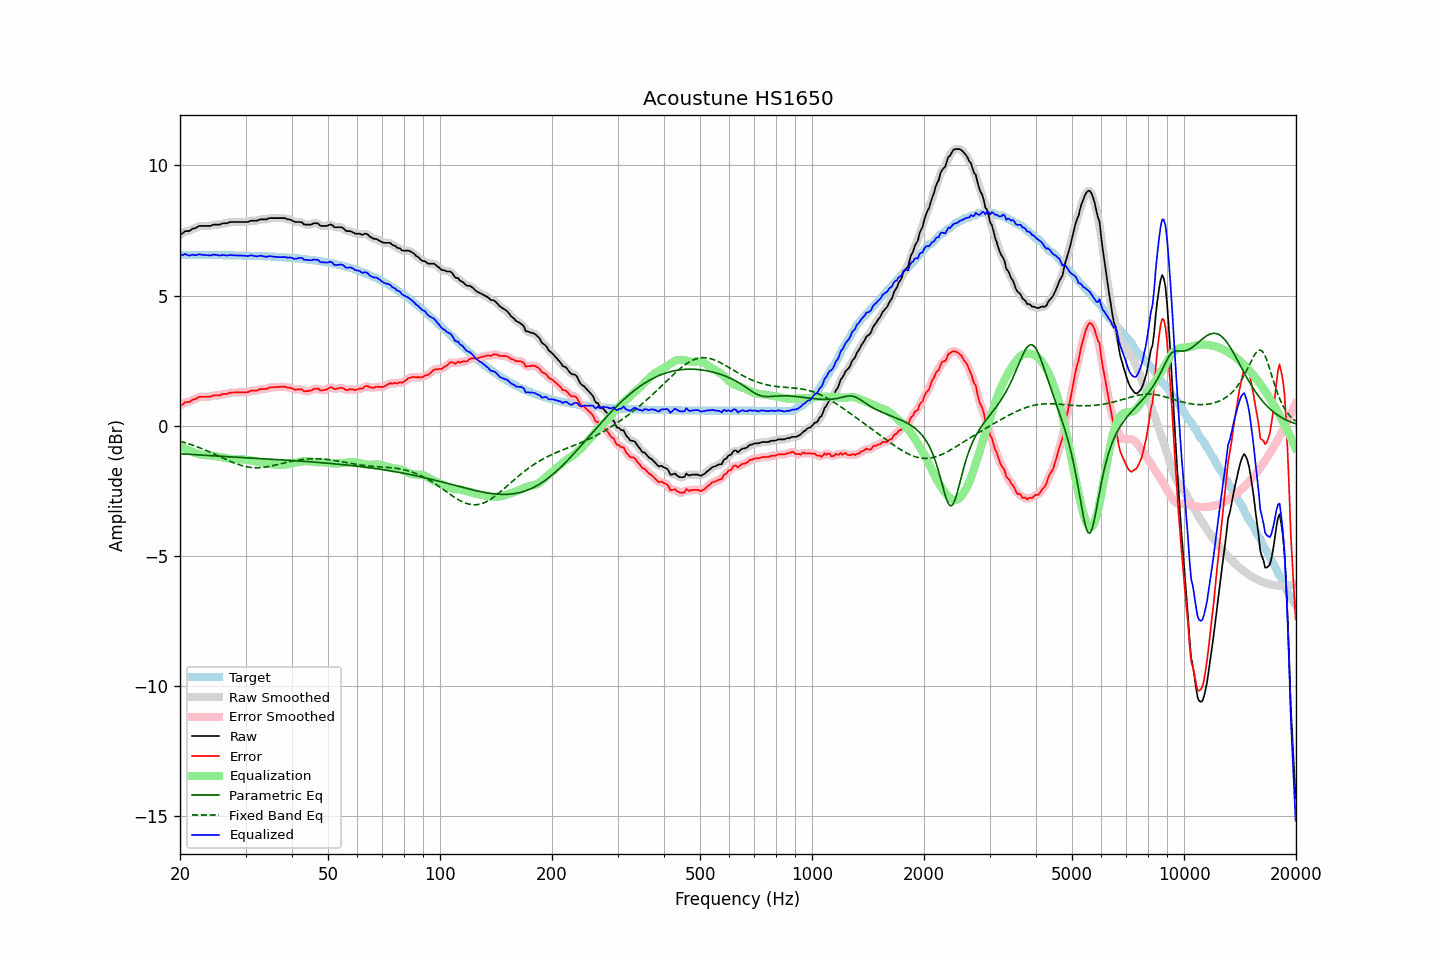 Acoustune HS1650
Amplitude (dBr)
10
5
0
−5
−10
−15
Target
Raw Smoothed
Error Smoothed
Raw
Error
Equalization
Parametric Eq
Fixed Band Eq
Equalized
20 50 100 200 500 1000 2000 5000 10000 20000
Frequency (Hz)